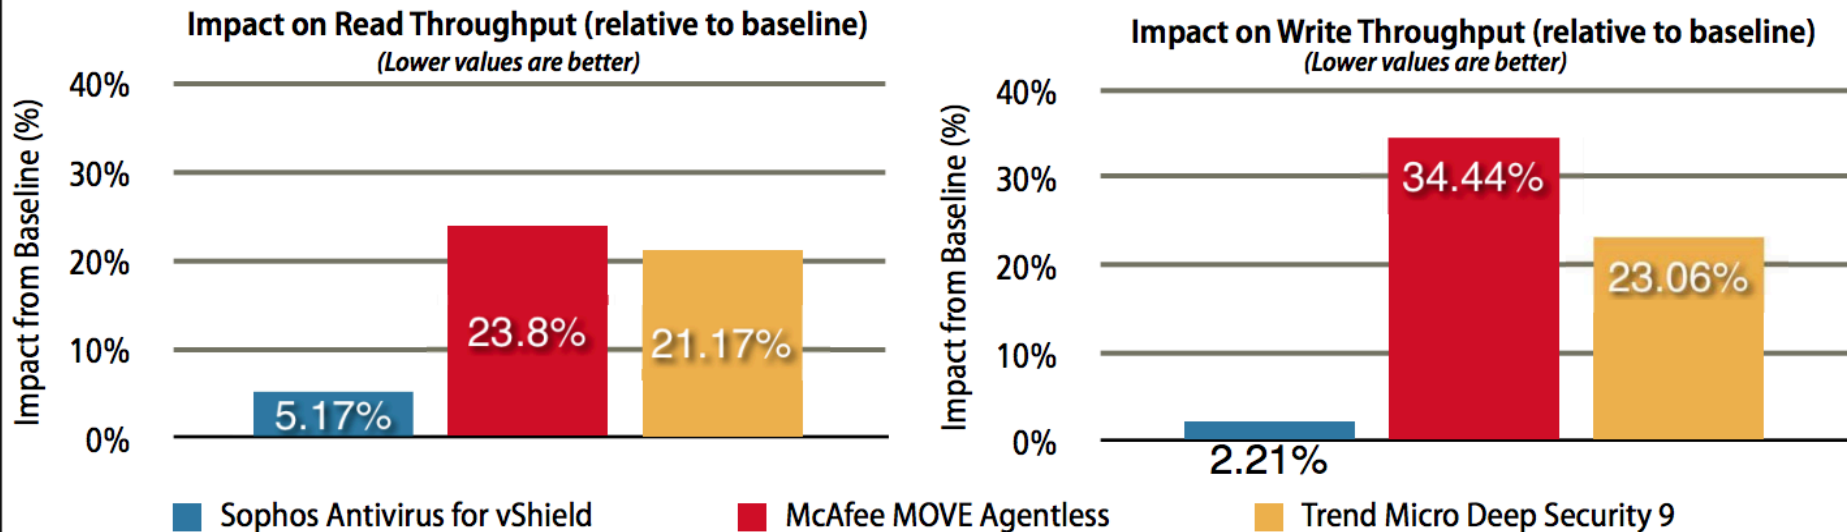 Impact on Read Throughput (relative to baseline)
(Lower values are better)
Impact from Baseline (%)
40%
30%
20%
10%
0%
5.17%
23.8%
21.17%
Impact on Write Throughput (relative to baseline)
(Lower values are better)
Impact from Baseline (%)
40%
30%
20%
10%
0%
2.21%
34.44%
23.06%
Sophos Antivirus for vShield
McAfee MOVE Agentless
Trend Micro Deep Security 9